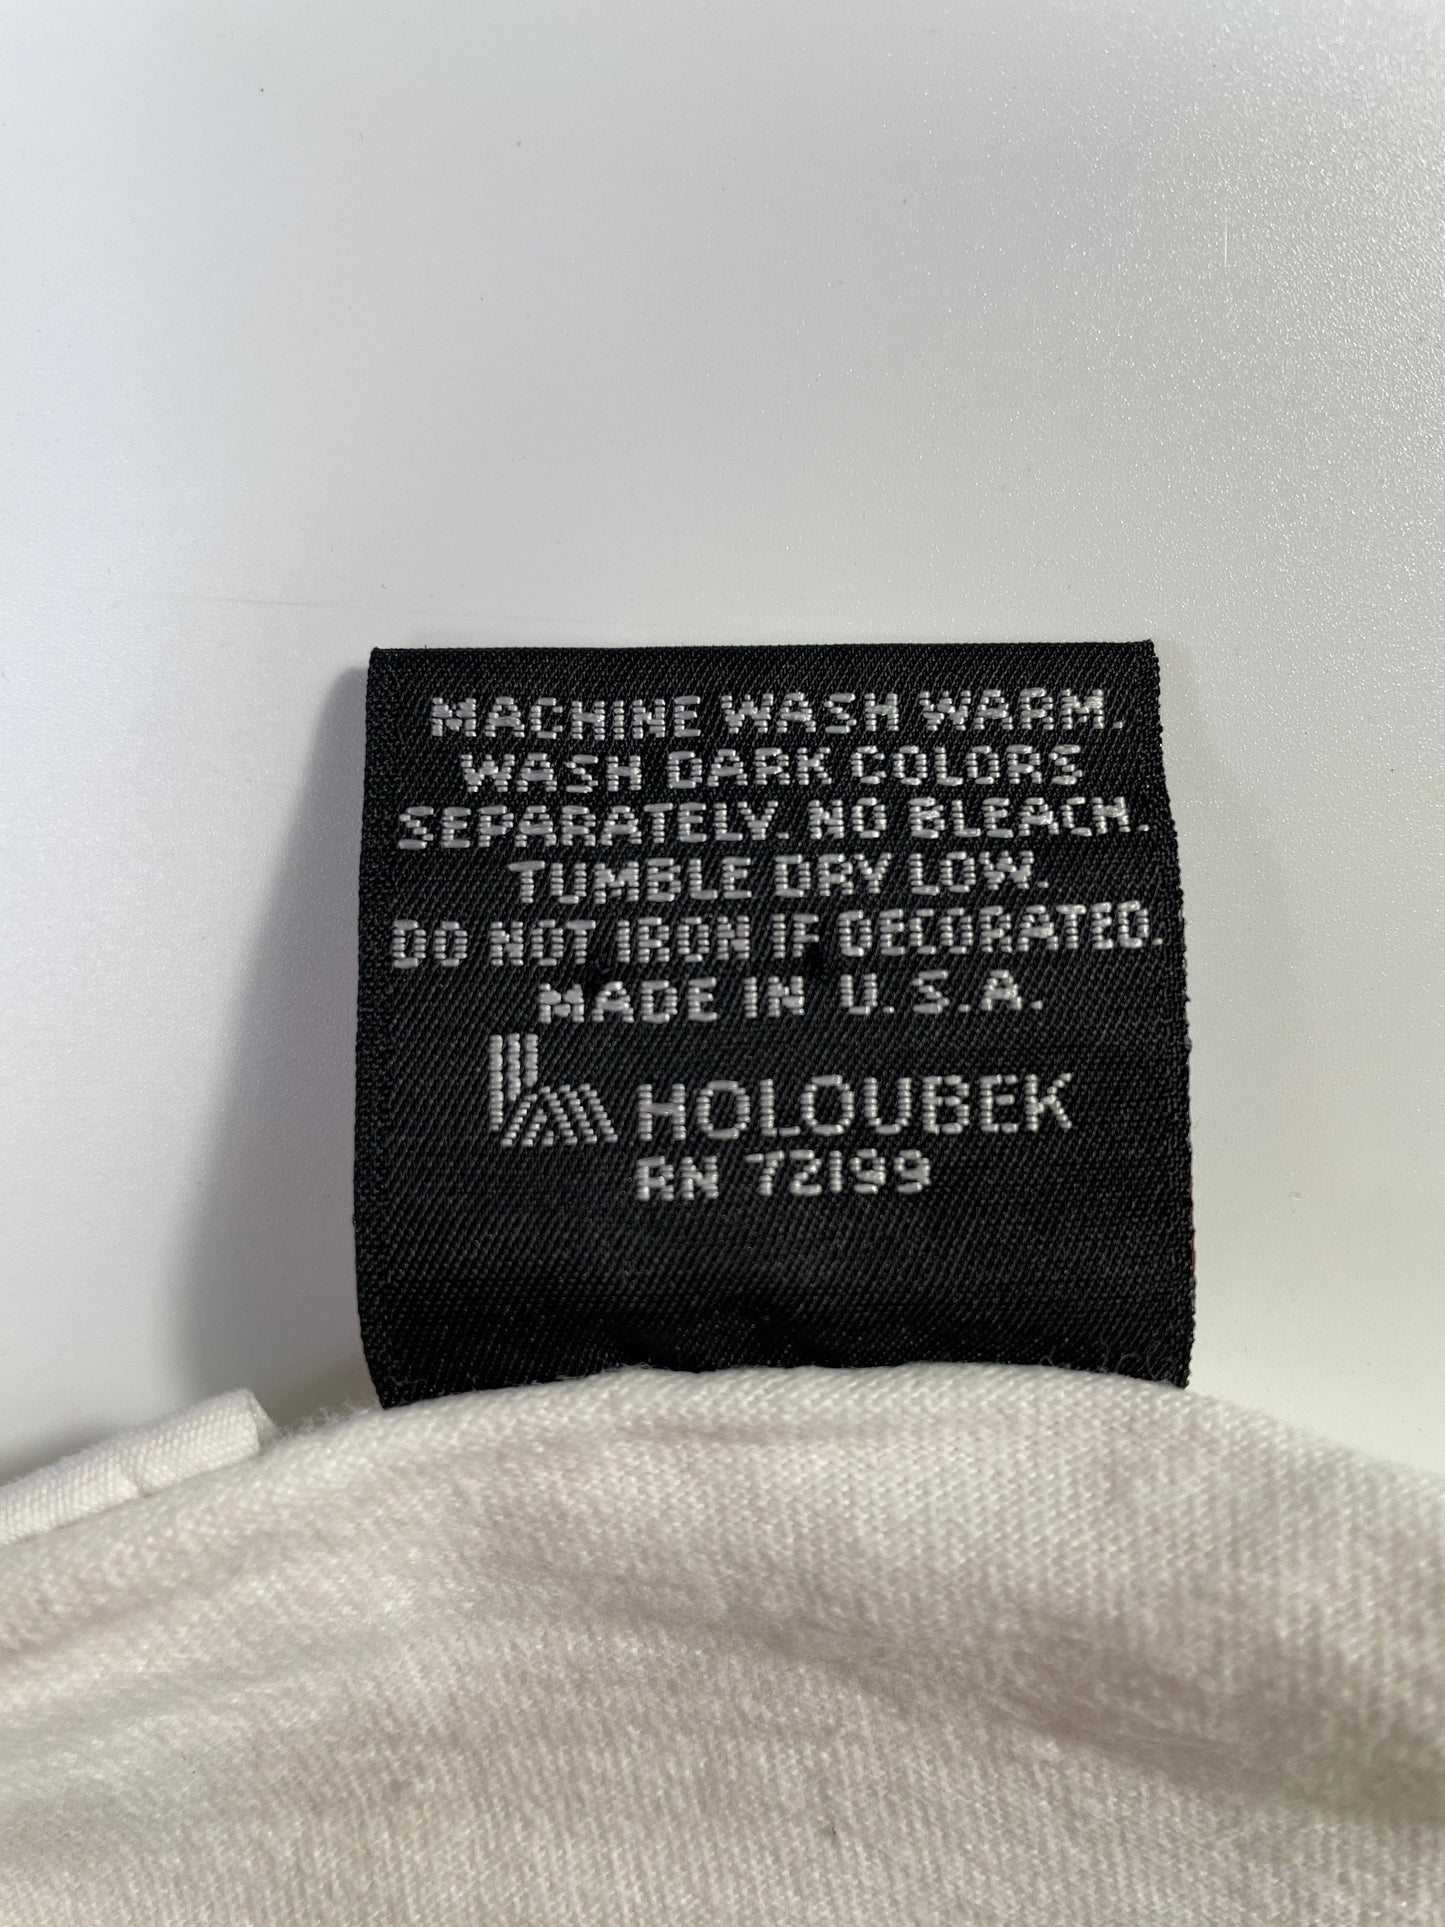 MACHINE WASH WARM.
WASH DARK COLORS
SEPARATELY. NO BLEACH.
TUMBLE DRY LOW.
DO NOT IRON IF DECORATED.
MADE IN U.S.A.
HOLOUBEK
RN 72199